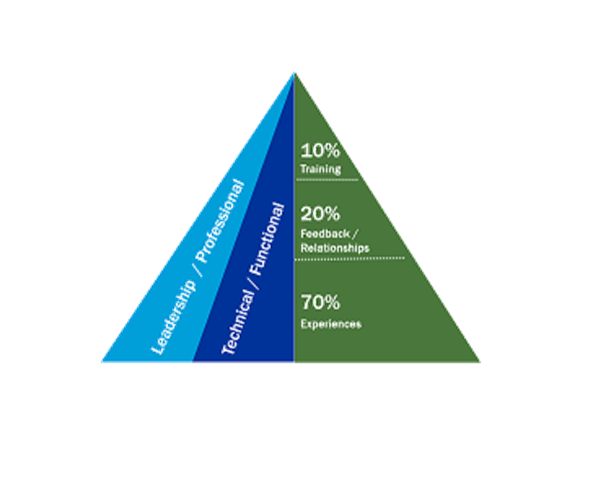 Leadership / Professional
Technical / Functional
10%
Training
20%
Feedback /
Relationships
70%
Experiences